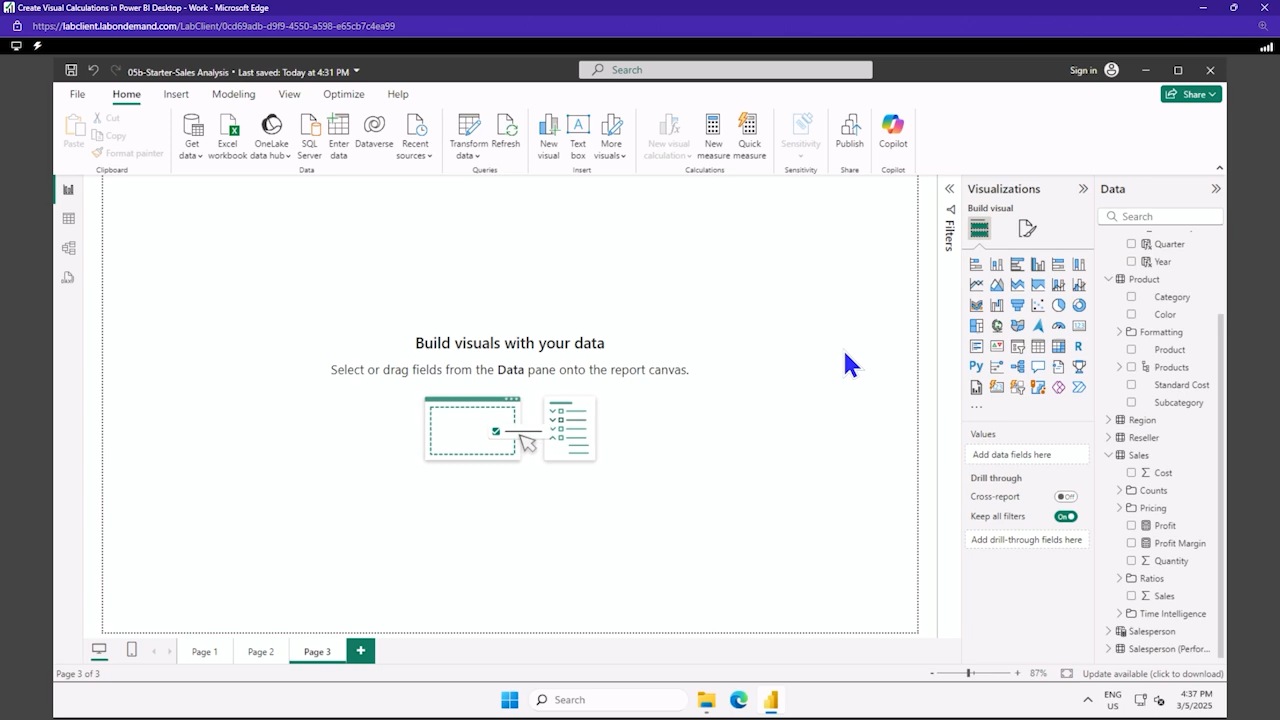 Create Visual Calculations in Power BI Desktop - Work - Microsoft Edge
https://labclient.labondemand.com/LabClient/0cd69adb-d9f9-4550-a598-e65cb7c4ea99
05b-Starter-Sales Analysis • Last saved: Today at 4:31 PM
Search
Sign in
File
Home
Insert
Modeling
View
Optimize
Help
Share
Paste
Cut
Copy
Format painter
Clipboard
Get data
Excel workbook
OneLake data hub
SQL Server
Enter data
Dataverse
Recent sources
Data
Transform data
Refresh
Queries
New visual
Text box
More visuals
Insert
New visual calculation
New measure
Quick measure
Calculations
Sensitivity
Sensitivity
Publish
Share
Copilot
Copilot
Build visuals with your data
Select or drag fields from the Data pane onto the report canvas.
Filters
Visualizations
Build visual
R
Py
123
...
Values
Add data fields here
Drill through
Cross-report
Off
Keep all filters
On
Add drill-through fields here
Data
Search
Quarter
Year
Product
Category
Color
Formatting
Product
Products
Standard Cost
Subcategory
Region
Reseller
Sales
Cost
Counts
Pricing
Profit
Profit Margin
Quantity
Ratios
Sales
Time Intelligence
Salesperson
Salesperson (Perfor...
Page 1
Page 2
Page 3
+
Page 3 of 3
- + 87%
Update available (click to download)
Search
ENG
US
4:37 PM
3/5/2025